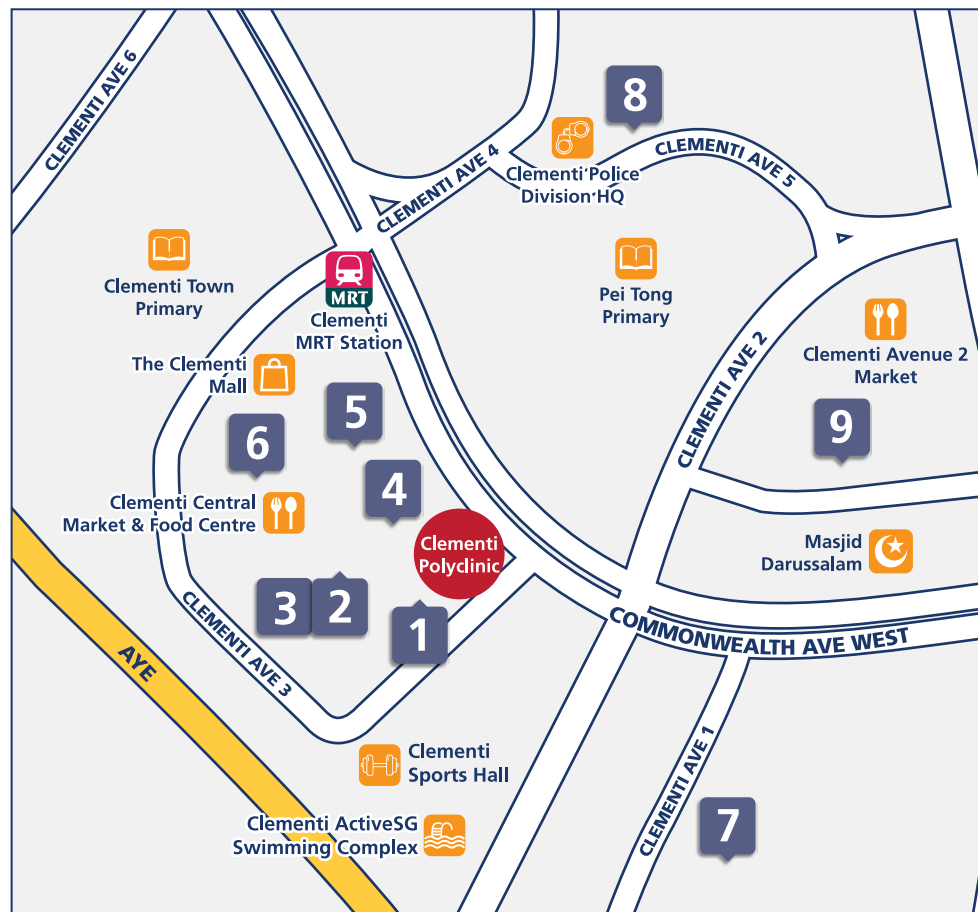 CLEMENTI AVE 6
8
CLEMENTI AVE 4
CLEMENTI AVE 5
Clementi Police
Division HQ
Clementi Town
Primary
MRT
Clementi
MRT Station
Pei Tong
Primary
The Clementi
Mall
CLEMENTI AVE 2
Clementi Avenue 2
Market
5
6
9
4
Clementi Central
Market & Food Centre
Clementi
Polyclinic
Masjid
Darussalam
3
2
1
CLEMENTI AVE 3
COMMONWEALTH AVE WEST
AYE
Clementi
Sports Hall
CLEMENTI AVE 1
7
Clementi ActiveSG
Swimming Complex